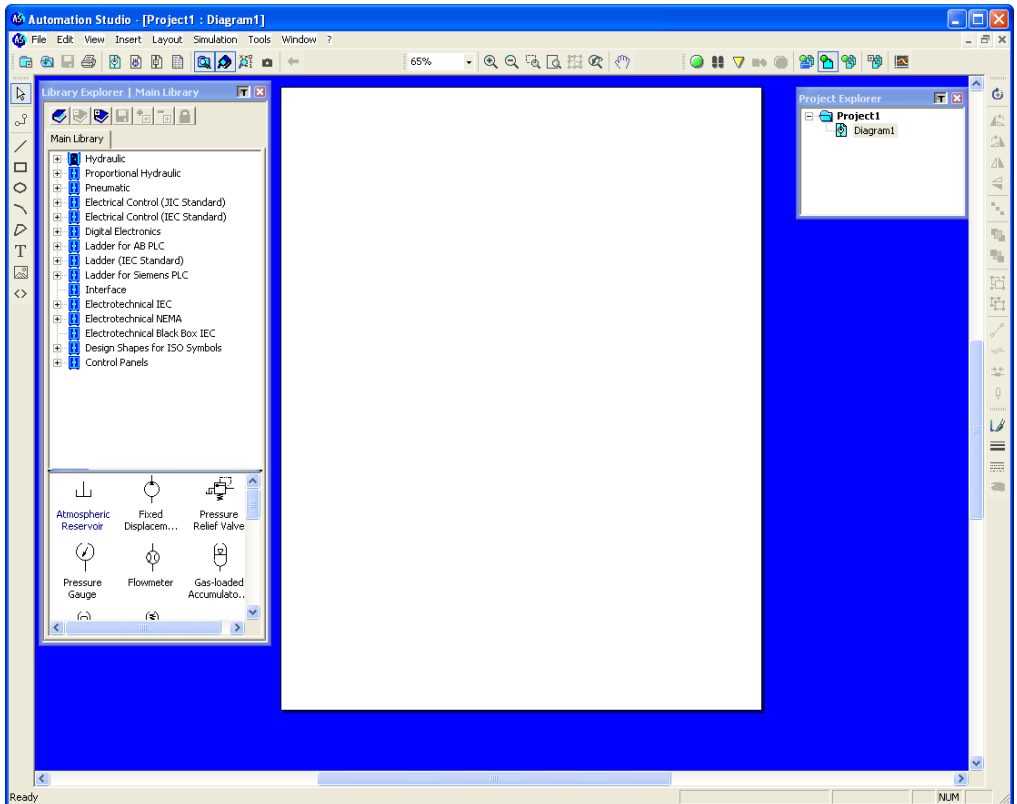 Automation Studio - [Project1 : Diagram1]
File Edit View Insert Layout Simulation Tools Window ?
65%
Library Explorer | Main Library
Main Library
Hydraulic
Proportional Hydraulic
Pneumatic
Electrical Control (JIC Standard)
Electrical Control (IEC Standard)
Digital Electronics
Ladder for AB PLC
Ladder (IEC Standard)
Ladder for Siemens PLC
Interface
Electrotechnical IEC
Electrotechnical NEMA
Electrotechnical Black Box IEC
Design Shapes for ISO Symbols
Control Panels
Atmospheric Reservoir
Fixed Displacem...
Pressure Relief Valve
Pressure Gauge
Flowmeter
Gas-loaded Accumulato..
Project Explorer
Project1
Diagram1
T
Ready
NUM